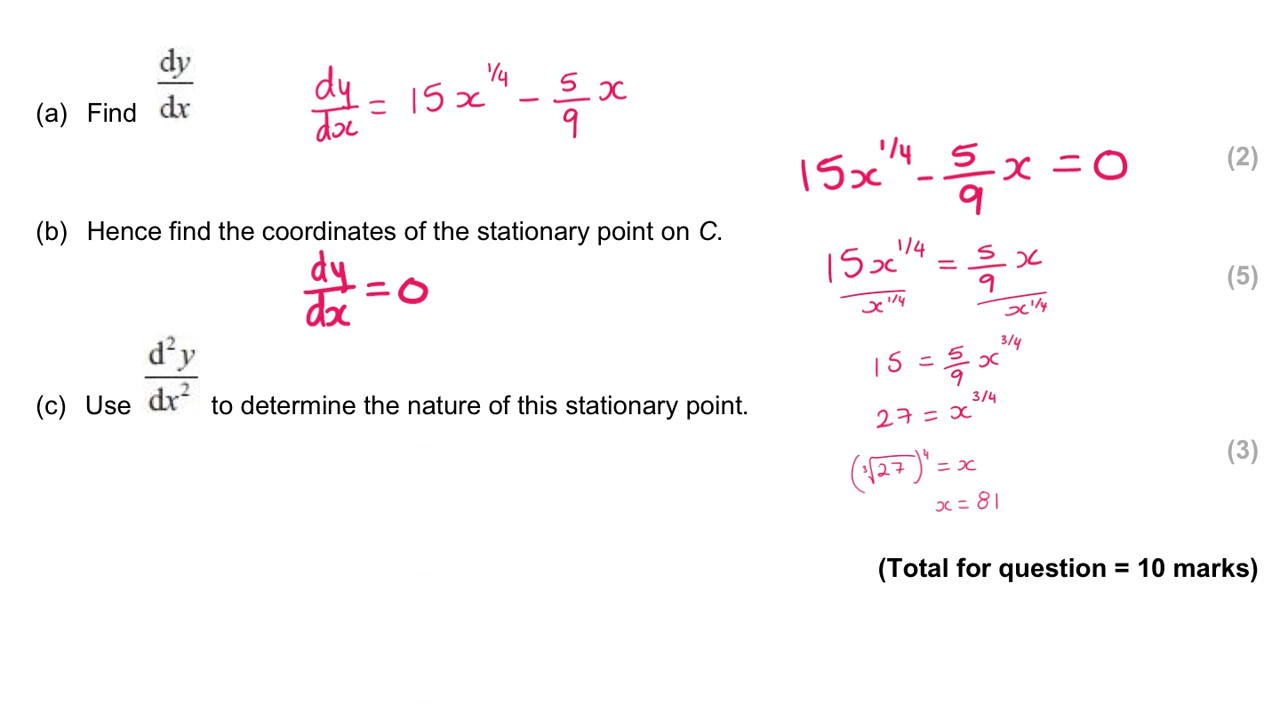 (a) Find dy/dx dy/dx = 15x^1/4 − 5/9 x
15x^1/4 − 5/9 x = 0 (2)
(b) Hence find the coordinates of the stationary point on C.
dy/dx = 0
15x^1/4 / x^1/4 = 5/9 x / x^1/4 (5)
15 = 5/9 x^3/4
(c) Use d²y/dx² to determine the nature of this stationary point.
27 = x^3/4
(3)
(∛27)^4 = x
x = 81
(Total for question = 10 marks)